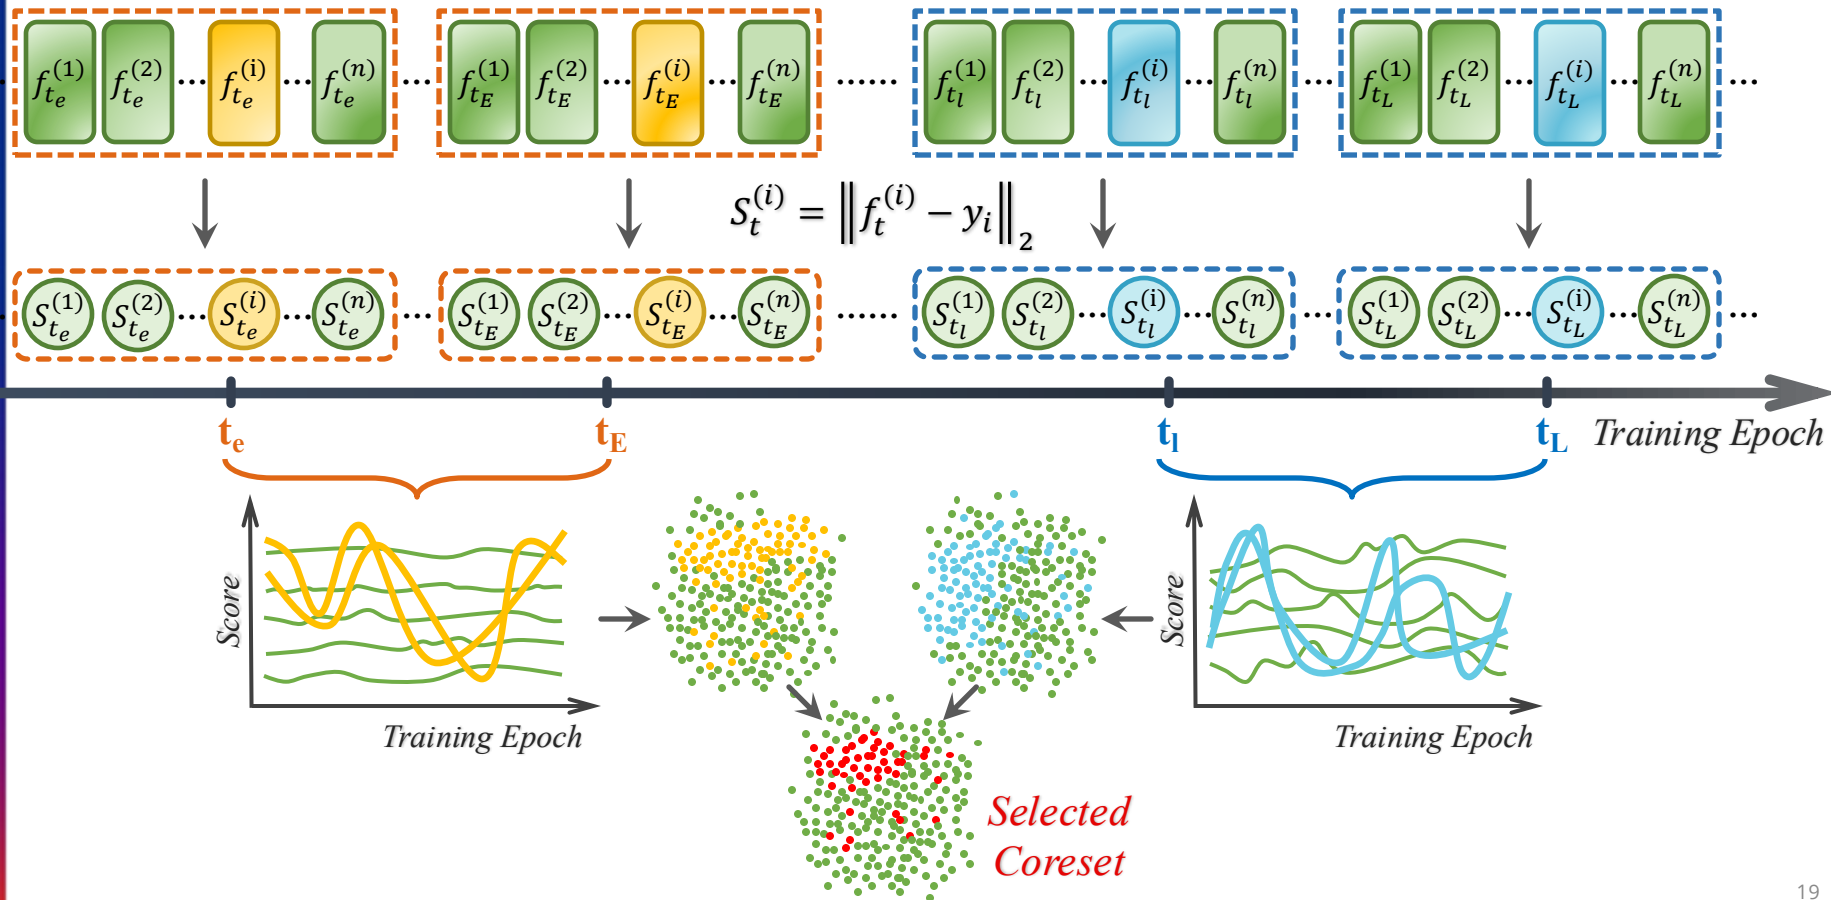 f_{t_e}^{(1)} f_{t_e}^{(2)} ⋯ f_{t_e}^{(i)} ⋯ f_{t_e}^{(n)} ⋯ f_{t_E}^{(1)} f_{t_E}^{(2)} ⋯ f_{t_E}^{(i)} ⋯ f_{t_E}^{(n)} ⋯⋯ f_{t_l}^{(1)} f_{t_l}^{(2)} ⋯ f_{t_l}^{(i)} ⋯ f_{t_l}^{(n)} ⋯ f_{t_L}^{(1)} f_{t_L}^{(2)} ⋯ f_{t_L}^{(i)} ⋯ f_{t_L}^{(n)} ⋯
S_t^{(i)} = ‖f_t^{(i)} − y_i‖_2
S_{t_e}^{(1)} S_{t_e}^{(2)} ⋯ S_{t_e}^{(i)} ⋯ S_{t_e}^{(n)} ⋯ S_{t_E}^{(1)} S_{t_E}^{(2)} ⋯ S_{t_E}^{(i)} ⋯ S_{t_E}^{(n)} ⋯⋯ S_{t_l}^{(1)} S_{t_l}^{(2)} ⋯ S_{t_l}^{(i)} ⋯ S_{t_l}^{(n)} ⋯ S_{t_L}^{(1)} S_{t_L}^{(2)} ⋯ S_{t_L}^{(i)} ⋯ S_{t_L}^{(n)} ⋯
t_e t_E t_l t_L Training Epoch
Score
Training Epoch
Score
Training Epoch
Selected
Coreset
19